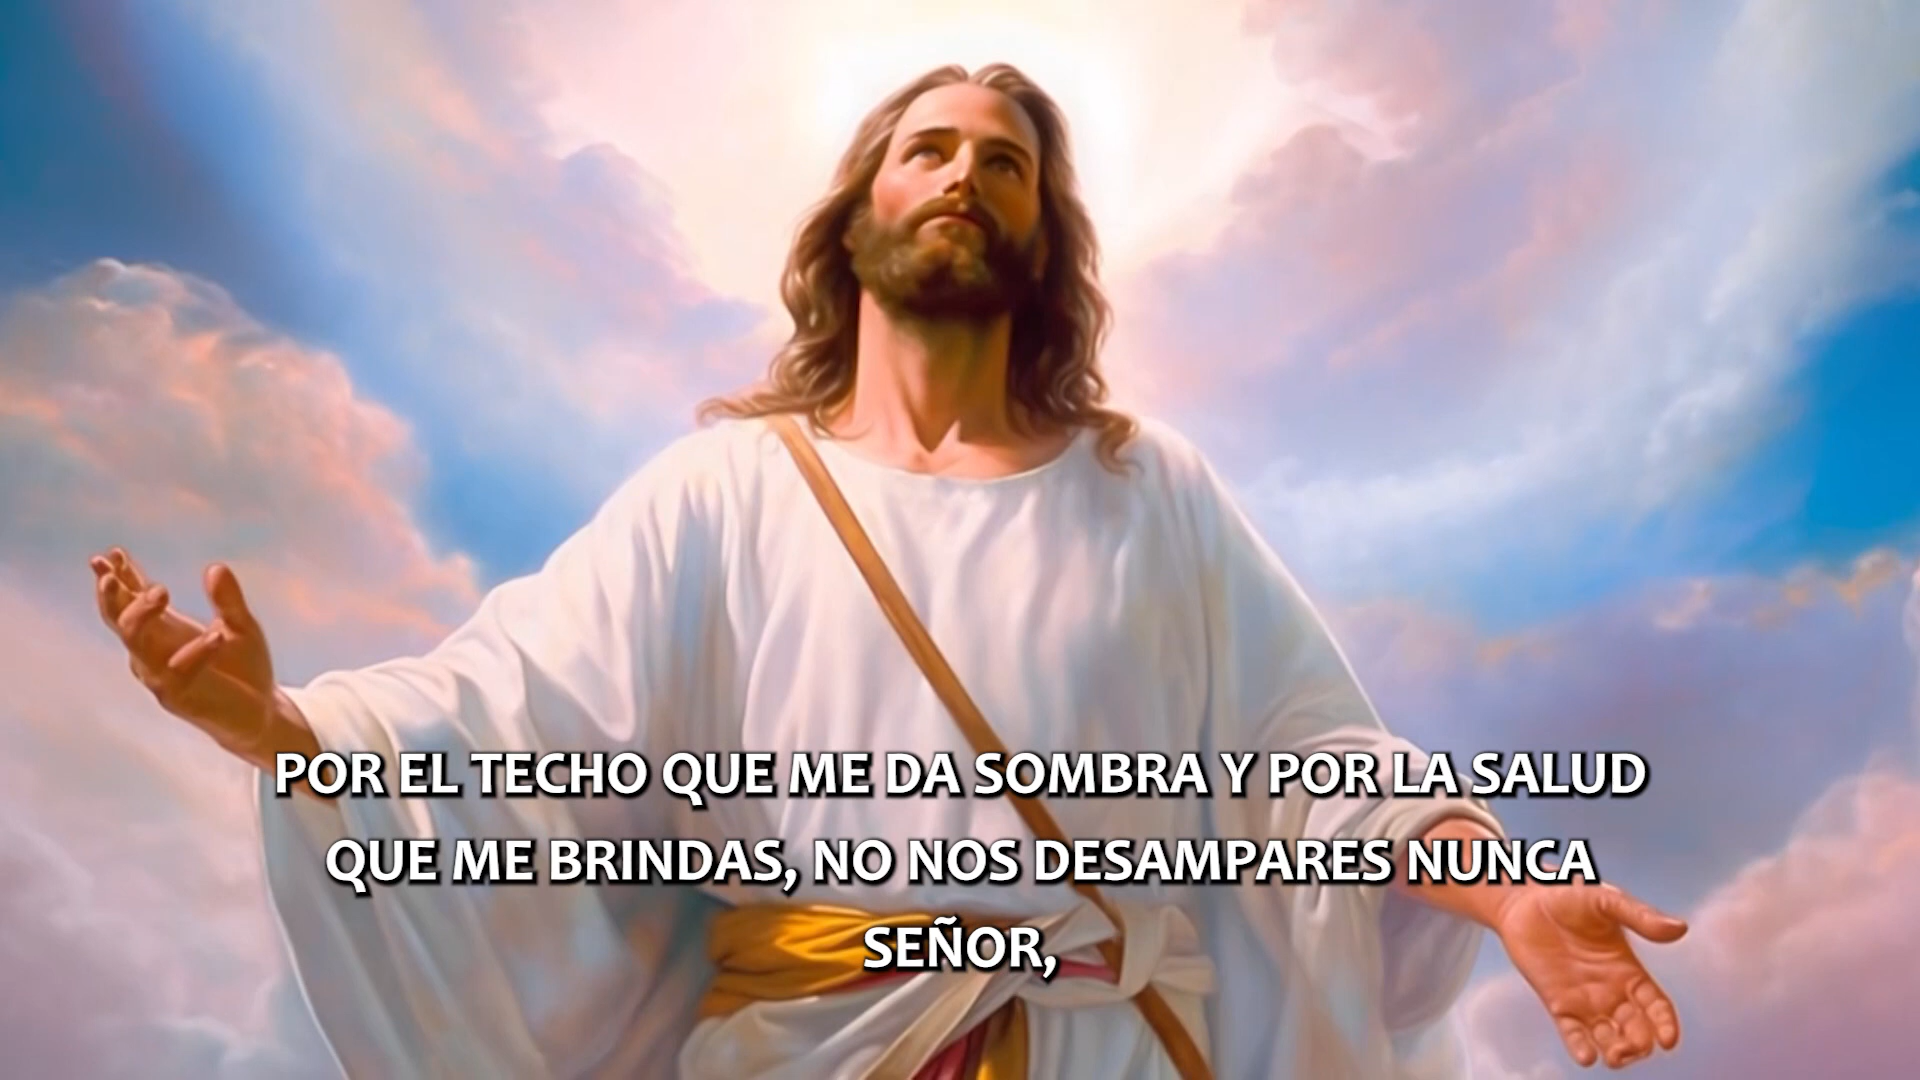 POR EL TECHO QUE ME DA SOMBRA Y POR LA SALUD
QUE ME BRINDAS, NO NOS DESAMPARES NUNCA
SEÑOR,